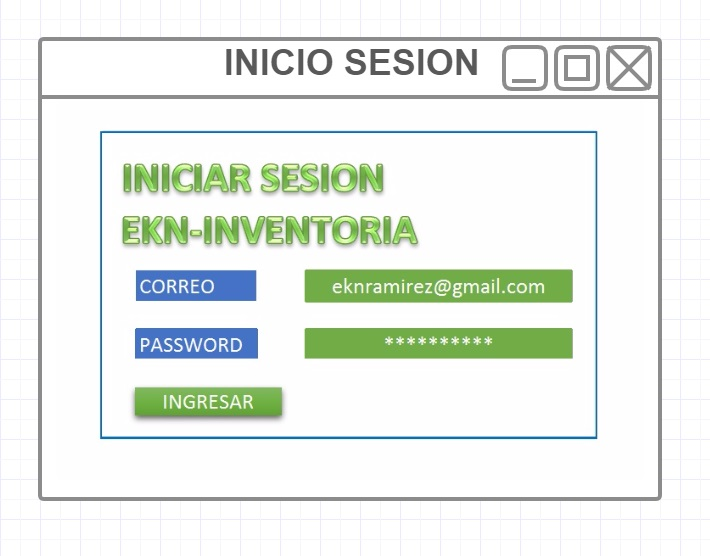 INICIO SESION
INICIAR SESION
EKN-INVENTORIA
CORREO eknramirez@gmail.com
PASSWORD **********
INGRESAR